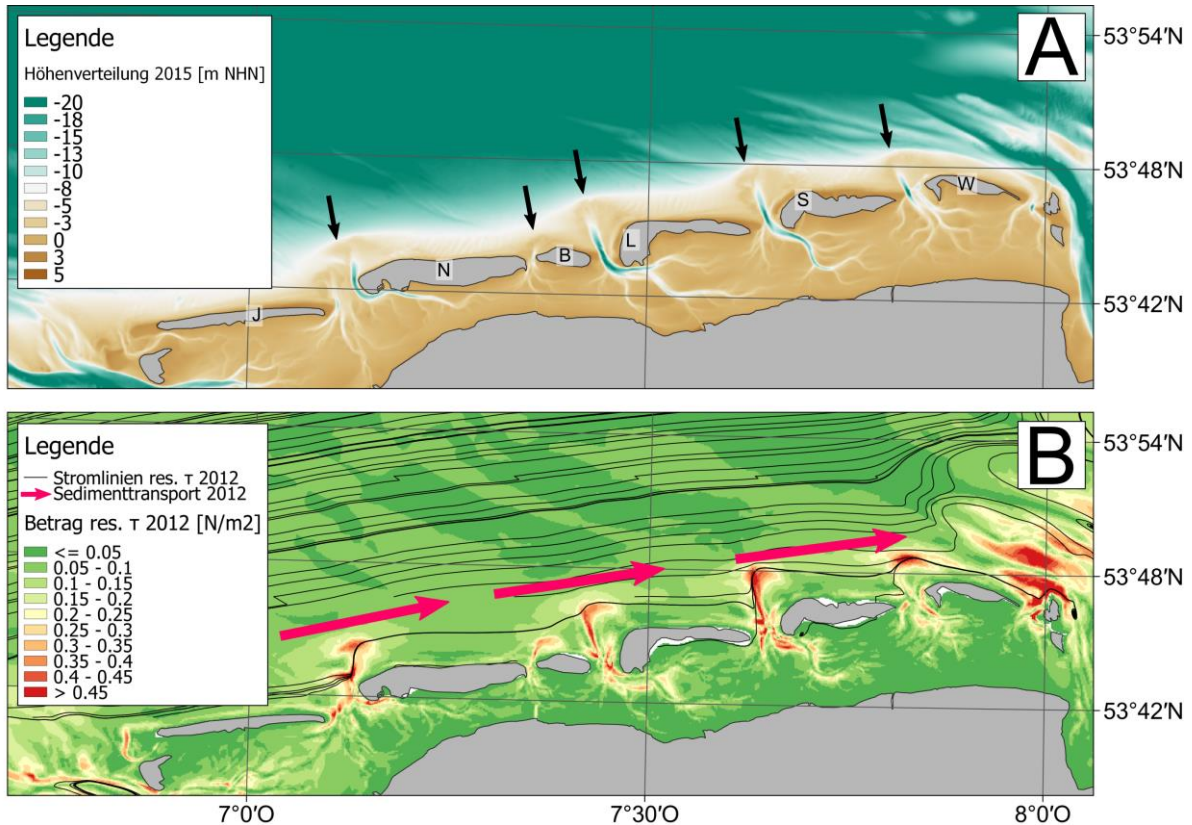 Legende
Höhenverteilung 2015 [m NHN]
-20
-18
-15
-13
-10
-8
-5
-3
0
3
5
A
53°54'N
53°48'N
53°42'N
J
N
B
L
S
W
Legende
Stromlinien res. τ 2012
Sedimenttransport 2012
Betrag res. τ 2012 [N/m2]
<= 0.05
0.05 - 0.1
0.1 - 0.15
0.15 - 0.2
0.2 - 0.25
0.25 - 0.3
0.3 - 0.35
0.35 - 0.4
0.4 - 0.45
> 0.45
B
53°54'N
53°48'N
53°42'N
7°0'O
7°30'O
8°0'O